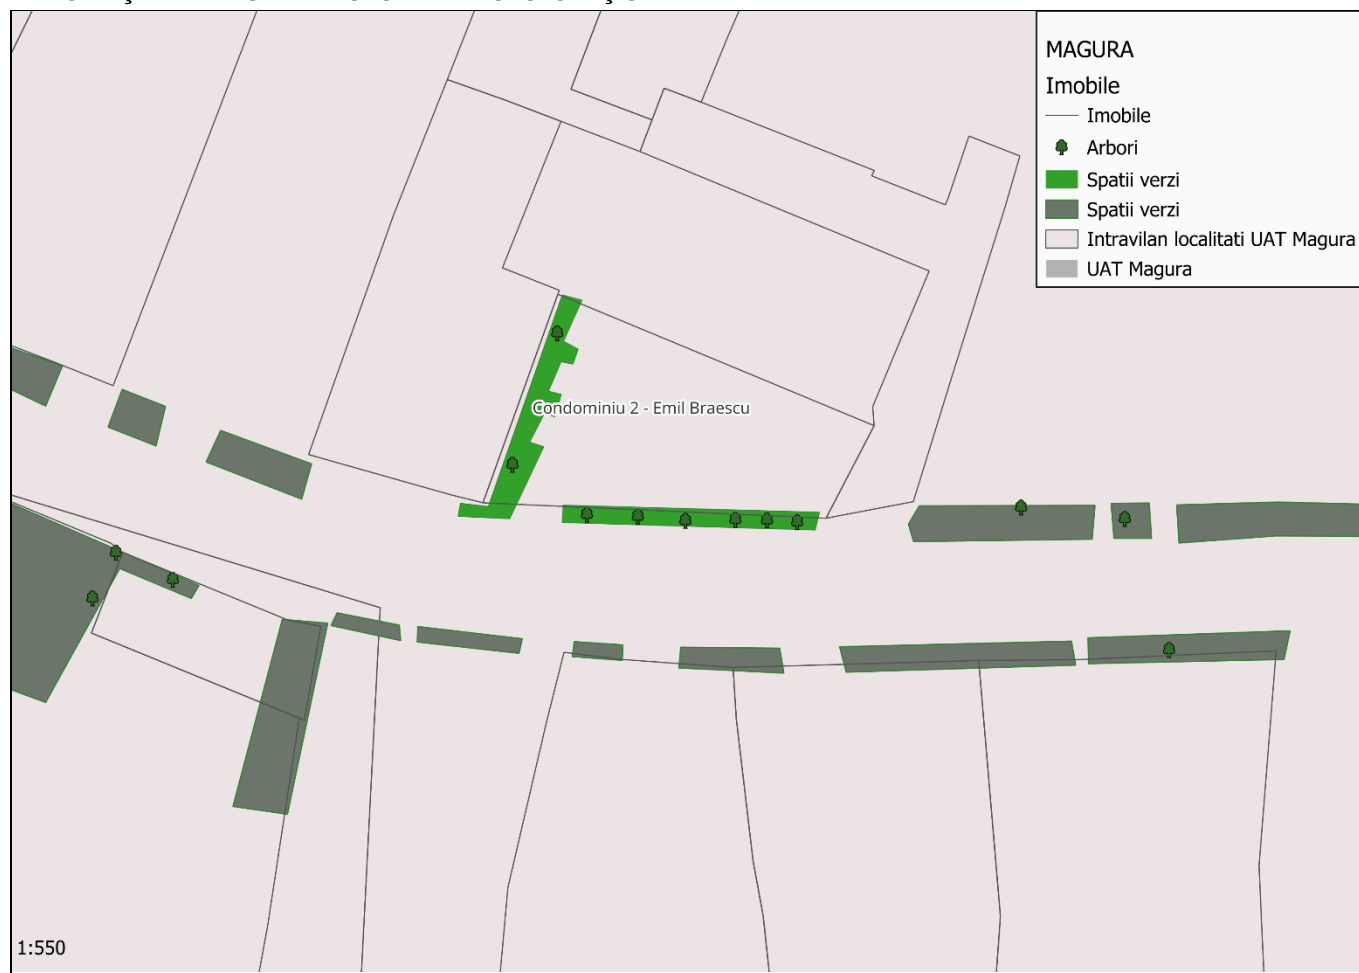 MAGURA
Imobile
Imobile
Arbori
Spatii verzi
Spatii verzi
Intravilan localitati UAT Magura
UAT Magura
Condominiu 2 - Emil Braescu
1:550